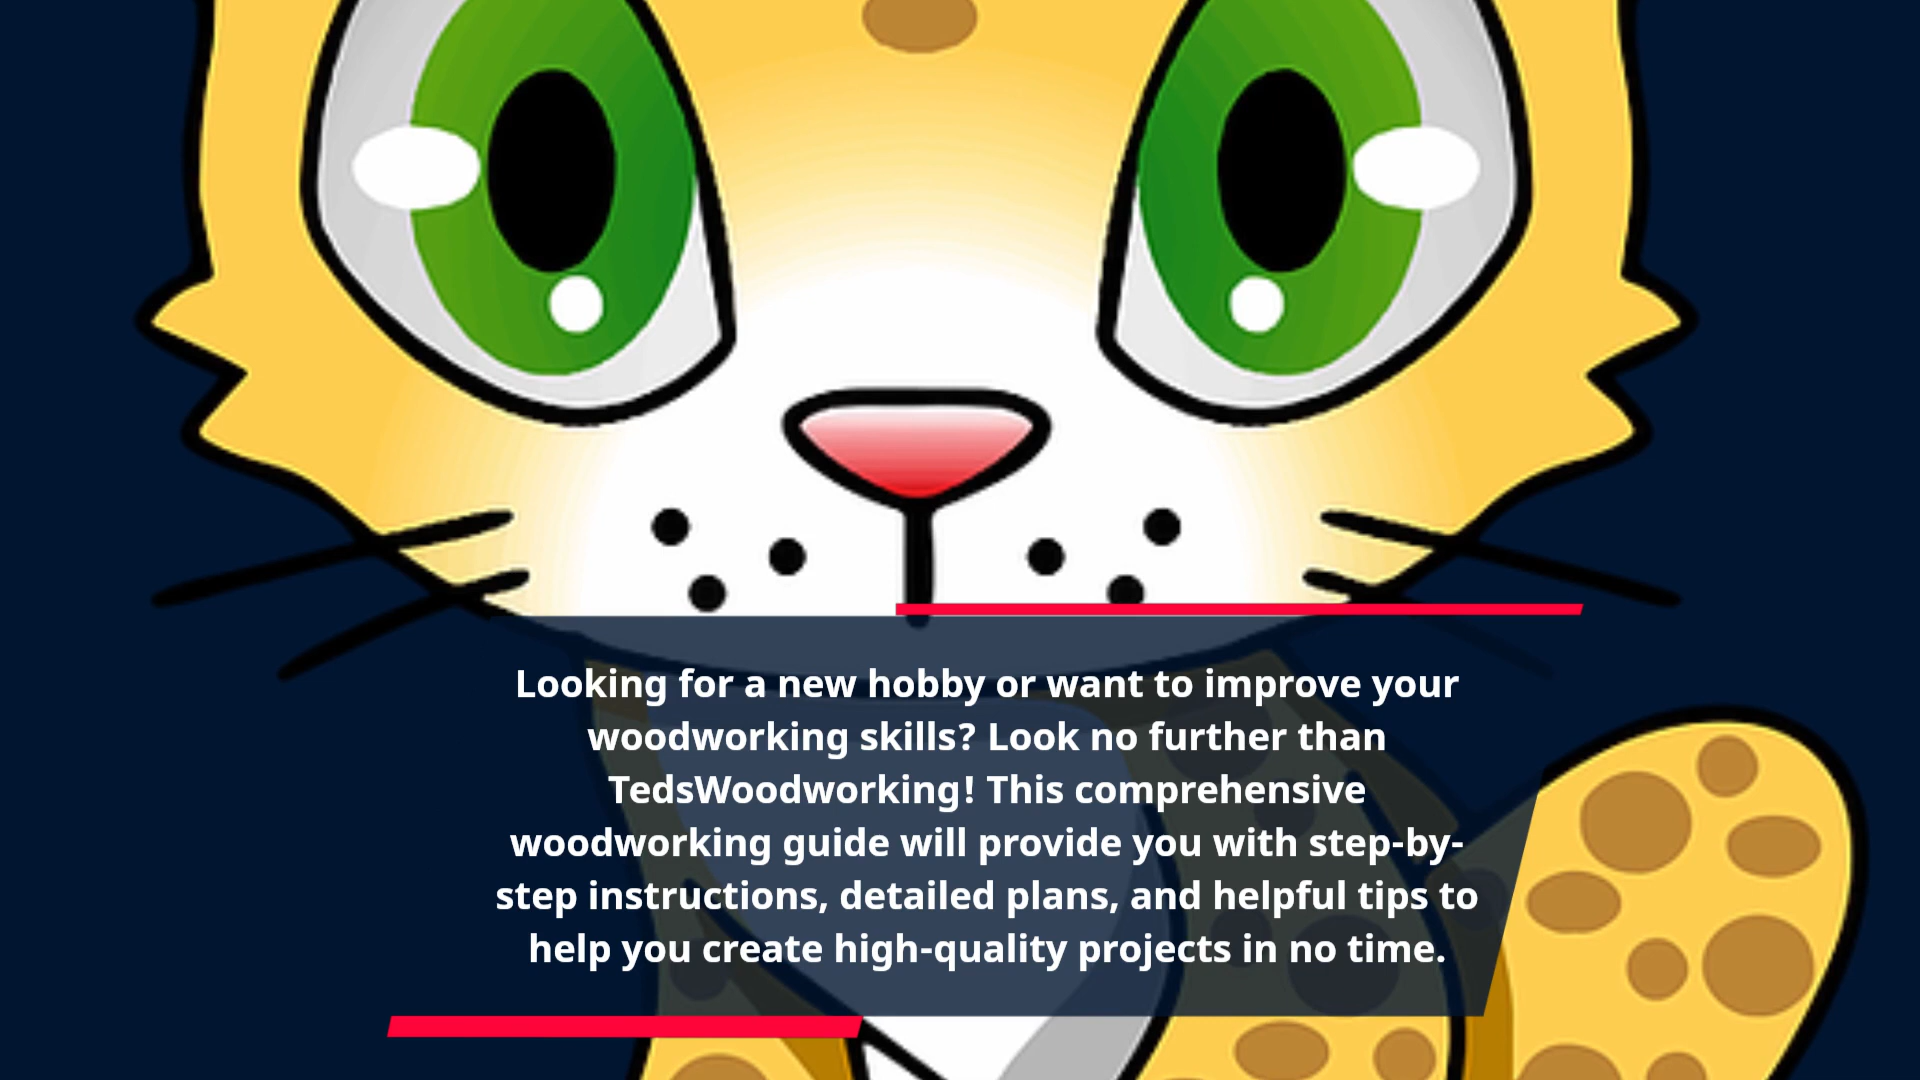 Looking for a new hobby or want to improve your
woodworking skills? Look no further than
TedsWoodworking! This comprehensive
woodworking guide will provide you with step-by-
step instructions, detailed plans, and helpful tips to
help you create high-quality projects in no time.